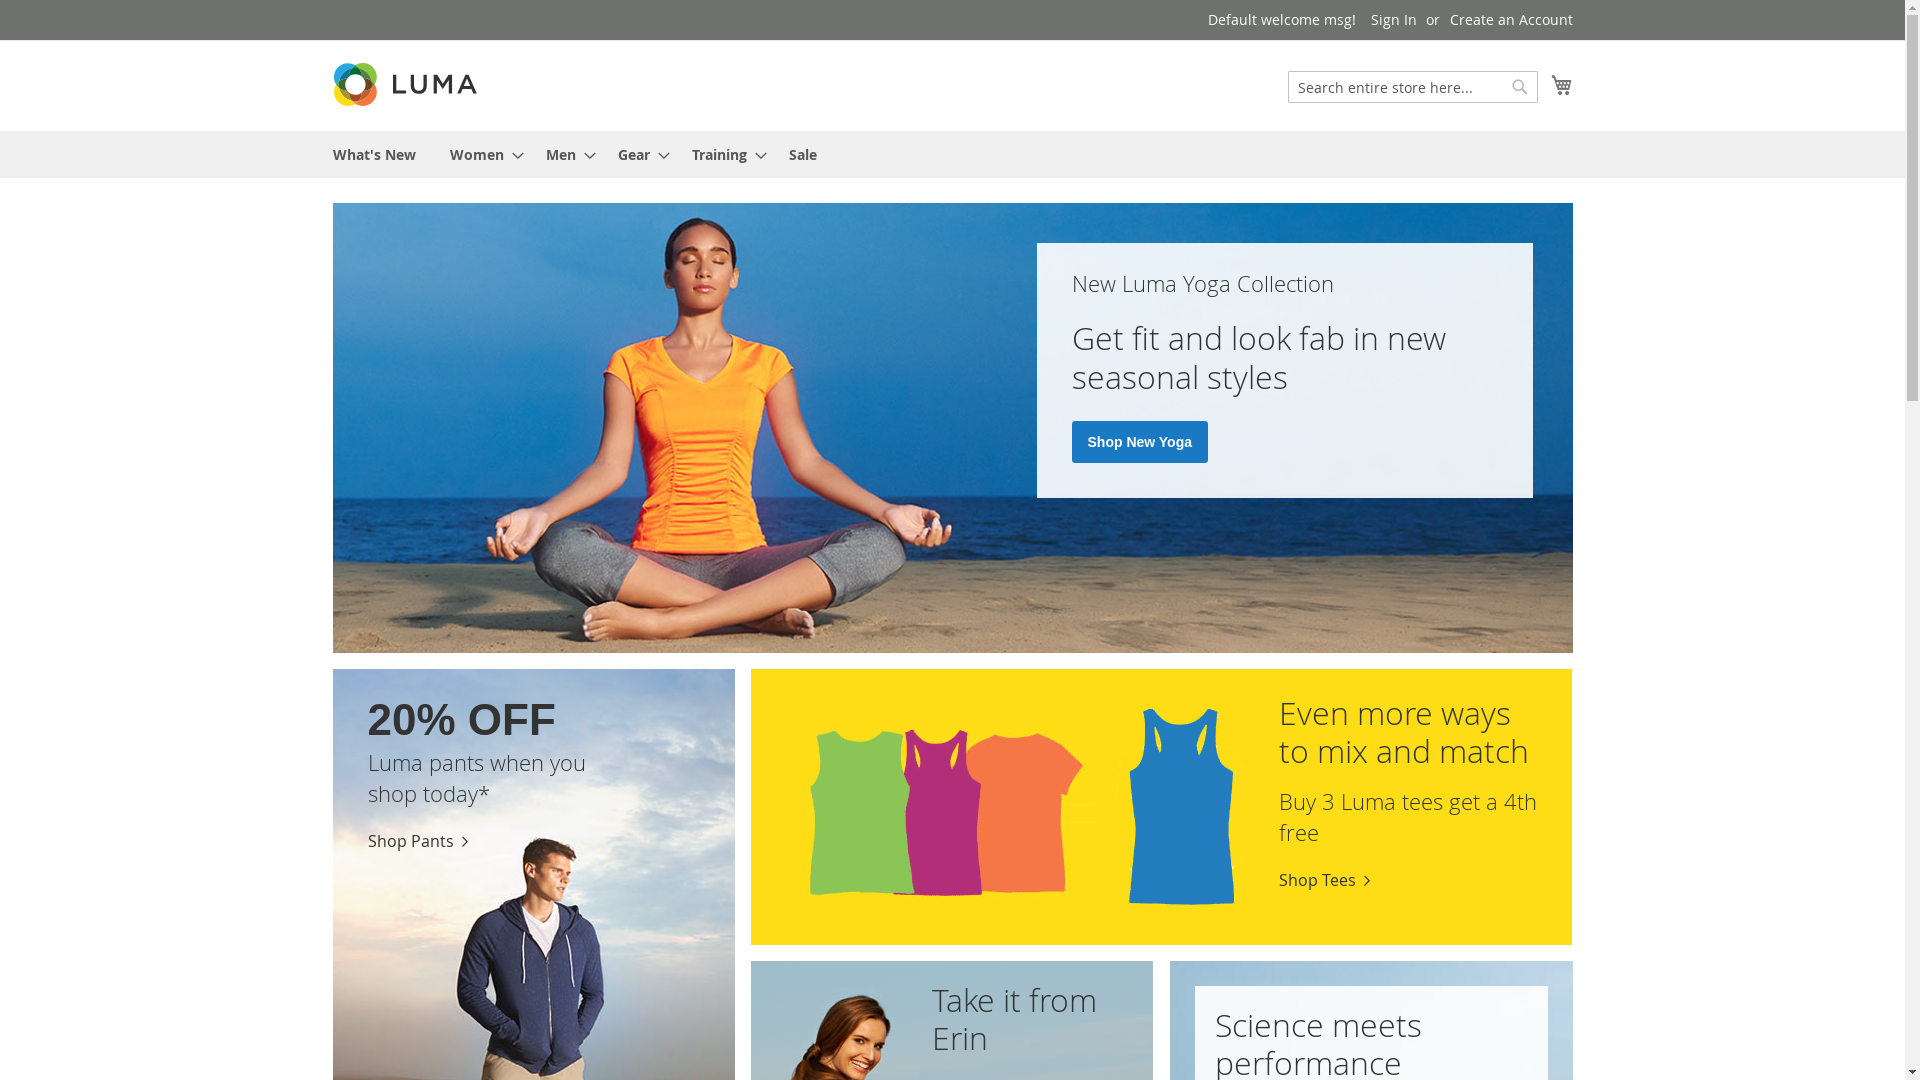 Default welcome msg! Sign In or Create an Account
LUMA
Search entire store here...
What's New Women Men Gear Training Sale
New Luma Yoga Collection
Get fit and look fab in new
seasonal styles
Shop New Yoga
20% OFF
Luma pants when you
shop today*
Shop Pants
Even more ways
to mix and match
Buy 3 Luma tees get a 4th
free
Shop Tees
Take it from
Erin
Science meets
performance